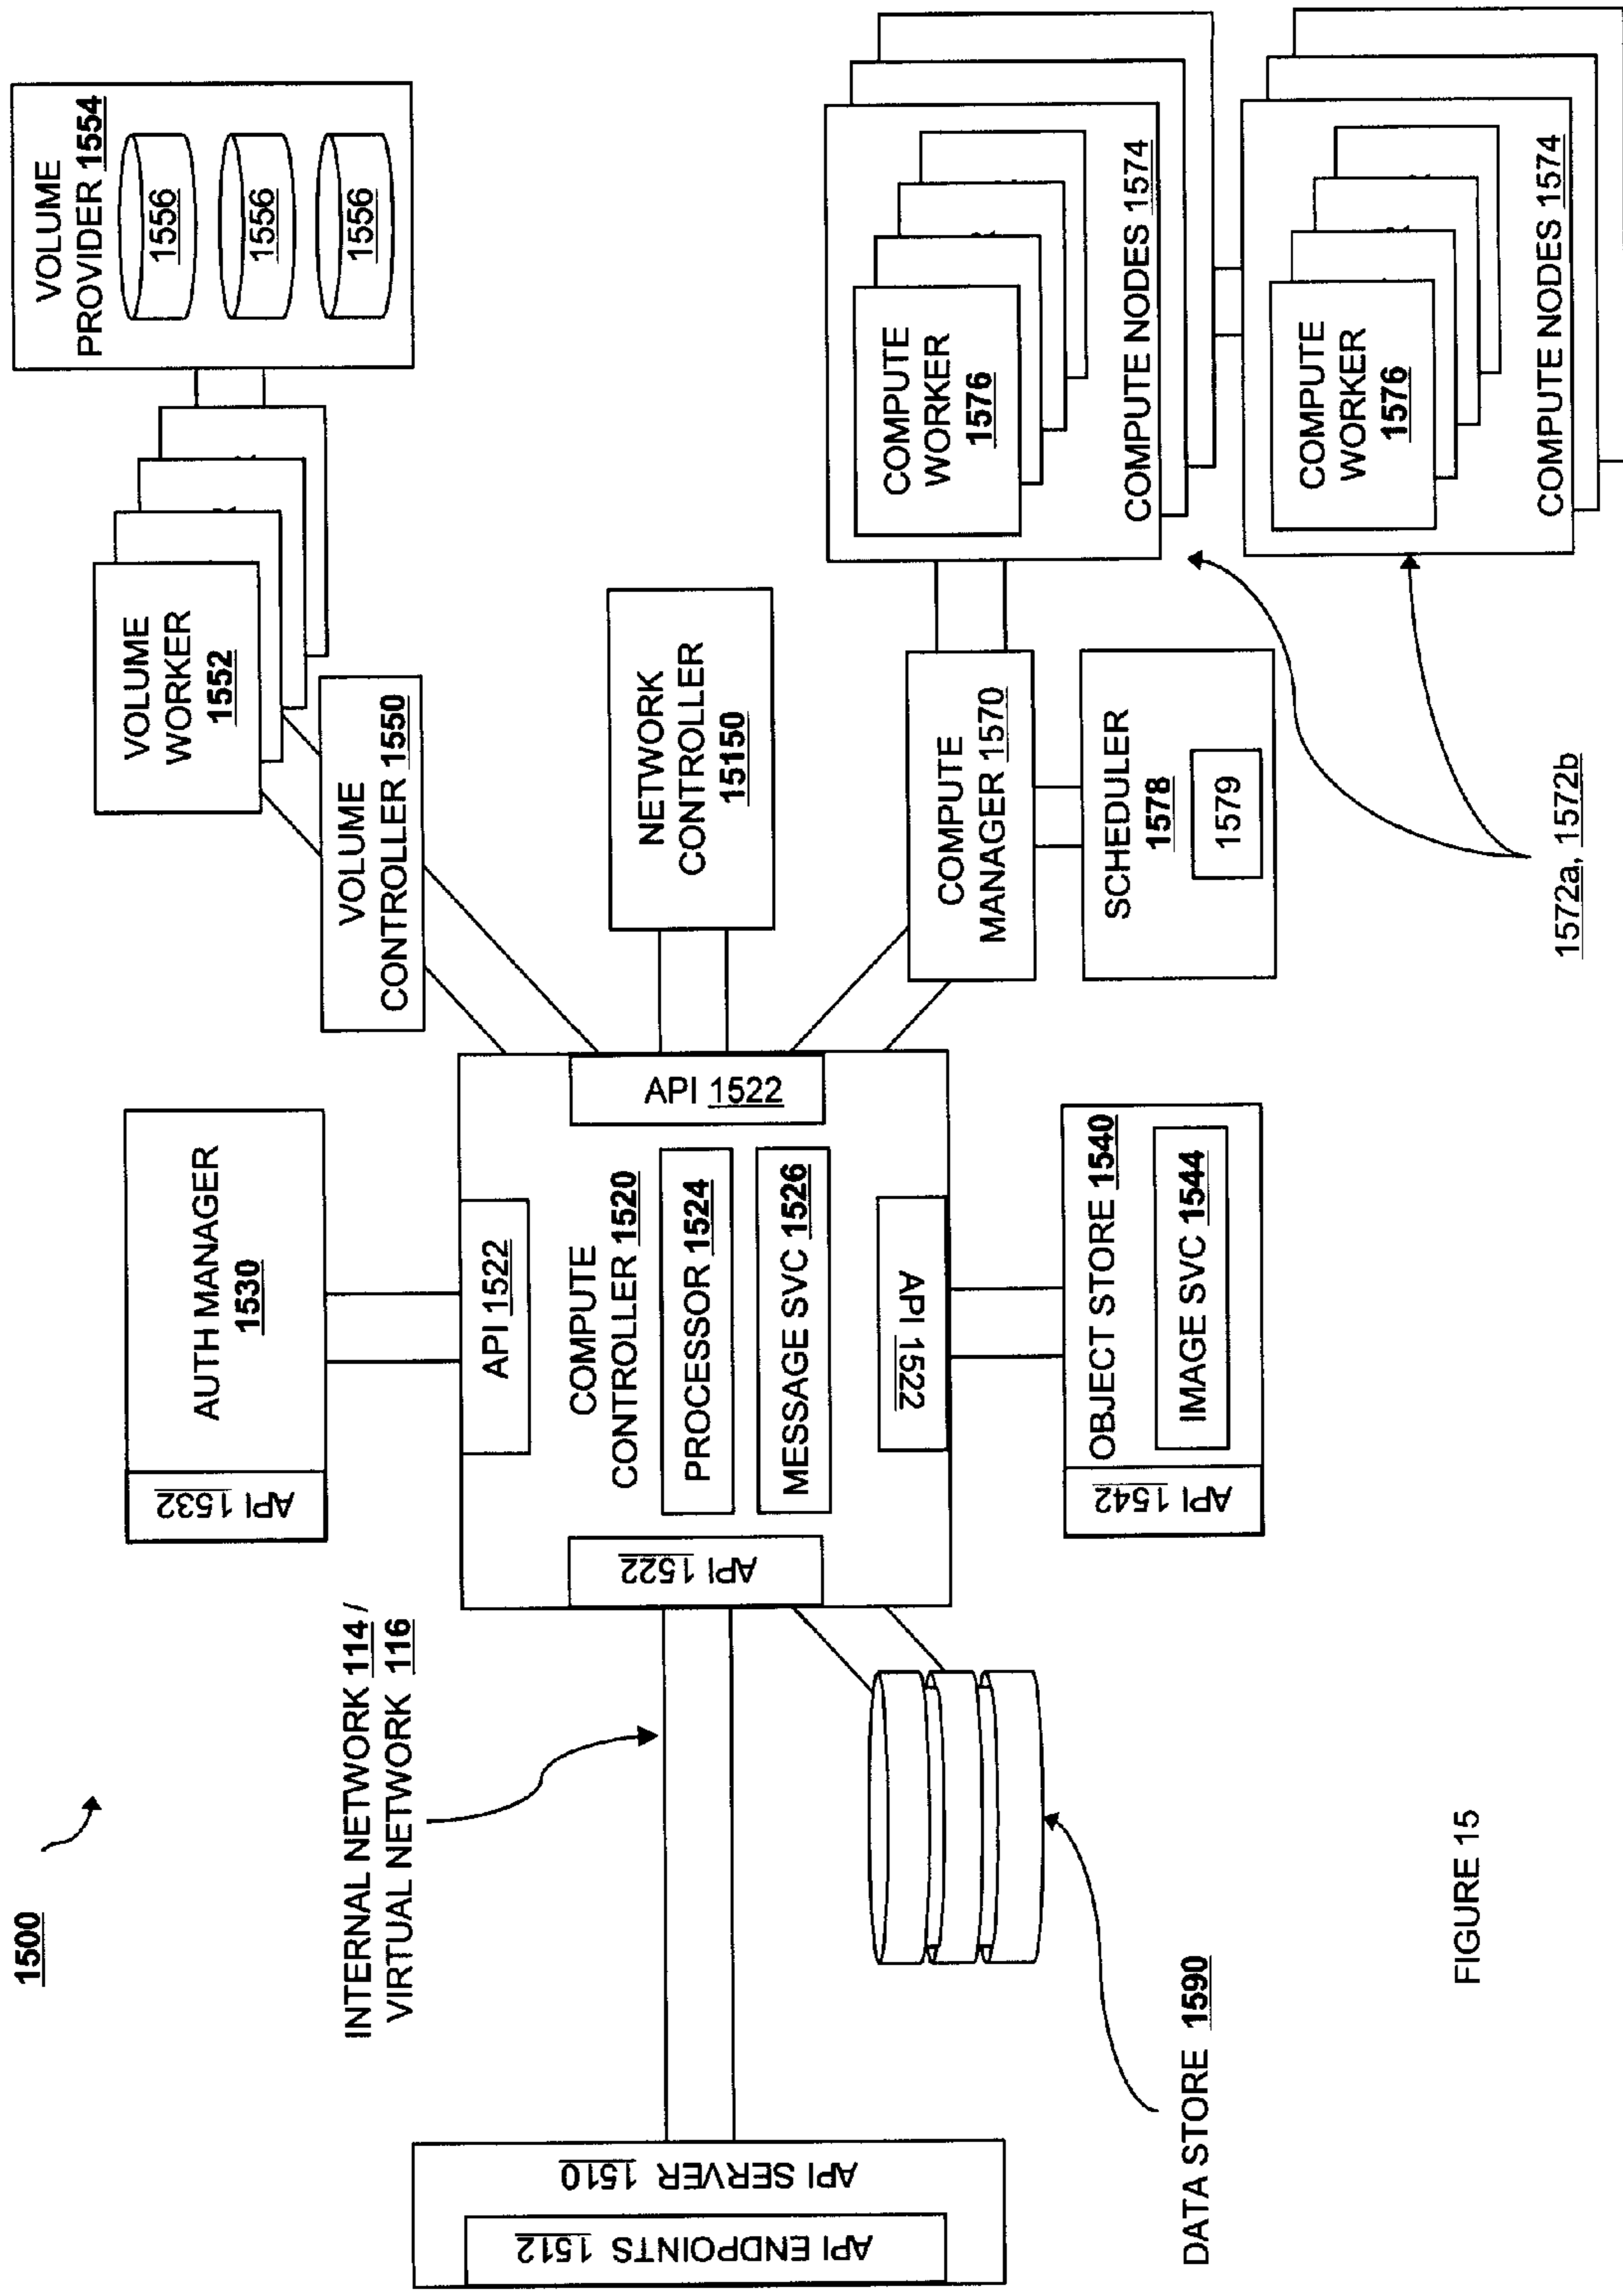 1500
INTERNAL NETWORK 114 /
VIRTUAL NETWORK 116
API SERVER 1510
API ENDPOINTS 1512
DATA STORE 1590
AUTH MANAGER
1530
API 1532
API 1522
API 1522
COMPUTE
CONTROLLER 1520
PROCESSOR 1524
MESSAGE SVC 1526
API 1522
API 1522
OBJECT STORE 1540
IMAGE SVC 1544
API 1542
VOLUME
CONTROLLER 1550
VOLUME
WORKER
1552
VOLUME
PROVIDER 1554
1556
1556
1556
NETWORK
CONTROLLER
15150
COMPUTE
MANAGER 1570
SCHEDULER
1578
1579
COMPUTE
WORKER
1576
COMPUTE NODES 1574
COMPUTE
WORKER
1576
COMPUTE NODES 1574
1572a, 1572b
FIGURE 15